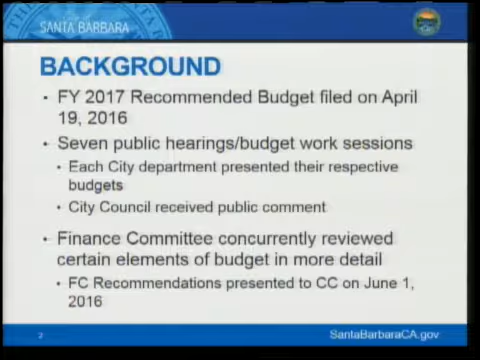 SANTA BARBARA
BACKGROUND
• FY 2017 Recommended Budget filed on April
19, 2016
• Seven public hearings/budget work sessions
• Each City department presented their respective
budgets
• City Council received public comment
• Finance Committee concurrently reviewed
certain elements of budget in more detail
• FC Recommendations presented to CC on June 1,
2016
2
SantaBarbaraCA.gov